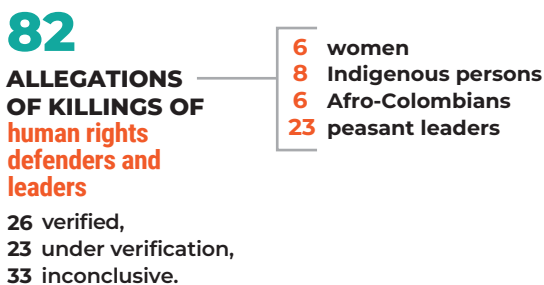 82
ALLEGATIONS
OF KILLINGS OF
human rights
defenders and
leaders
26 verified,
23 under verification,
33 inconclusive.
6 women
8 Indigenous persons
6 Afro-Colombians
23 peasant leaders